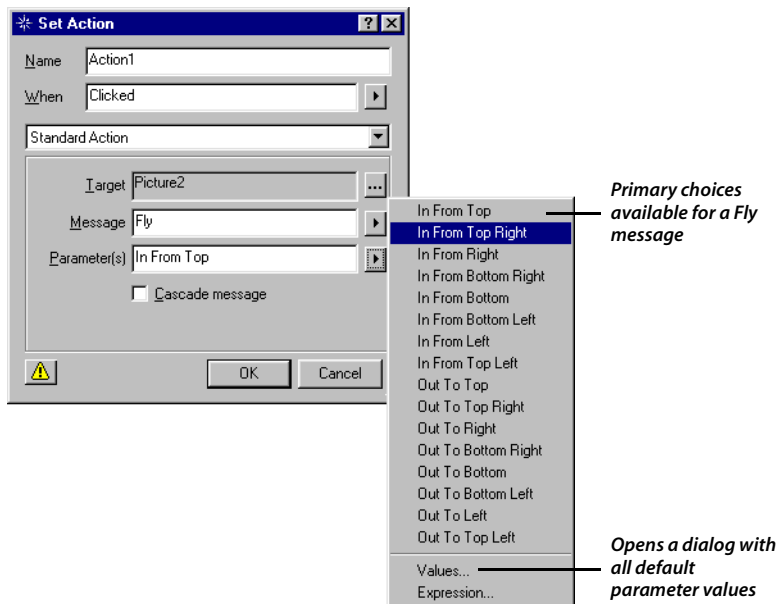 Set Action
Name Action1
When Clicked
Standard Action
Target Picture2 ...
Message Fly
Parameter(s) In From Top
Cascade message
OK Cancel
In From Top
In From Top Right
In From Right
In From Bottom Right
In From Bottom
In From Bottom Left
In From Left
In From Top Left
Out To Top
Out To Top Right
Out To Right
Out To Bottom Right
Out To Bottom
Out To Bottom Left
Out To Left
Out To Top Left
Values...
Expression...
Primary choices
available for a Fly
message
Opens a dialog with
all default
parameter values